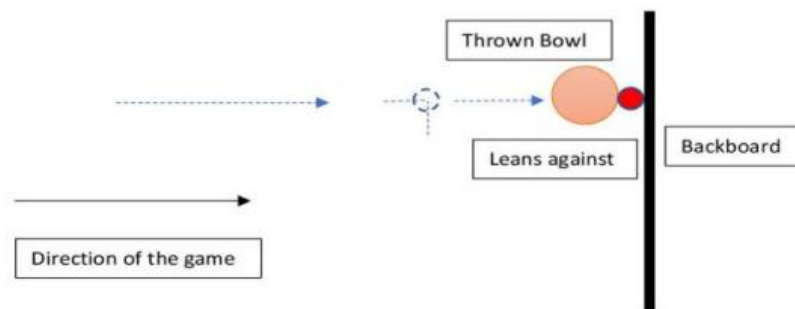 Thrown Bowl
Leans against
Backboard
Direction of the game